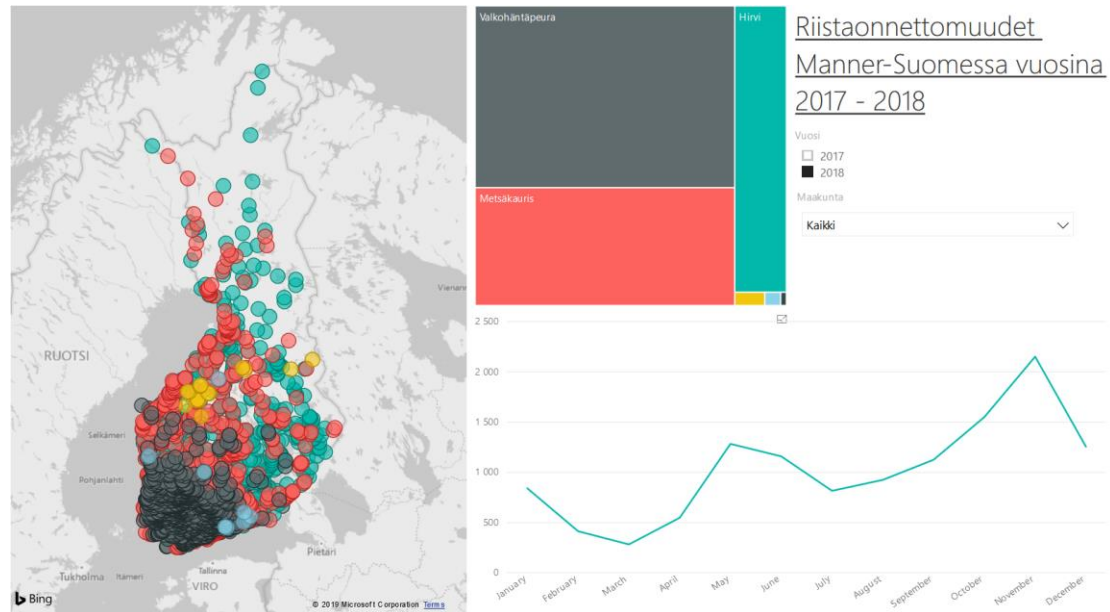 RUOTSI
Selkämeri
Pohjanlahti
Tukholma
Itämeri
Tallinna
VIRO
Pietari
Bing
© 2019 Microsoft Corporation Terms
Valkohäntäpeura
Hirvi
Metsäkauris
Riistaonnettomuudet
Manner-Suomessa vuosina
2017 - 2018
Vuosi
2017
2018
Maakunta
Kaikki
2 500
2 000
1 500
1 000
500
0
January
February
March
April
May
June
July
August
September
October
November
December